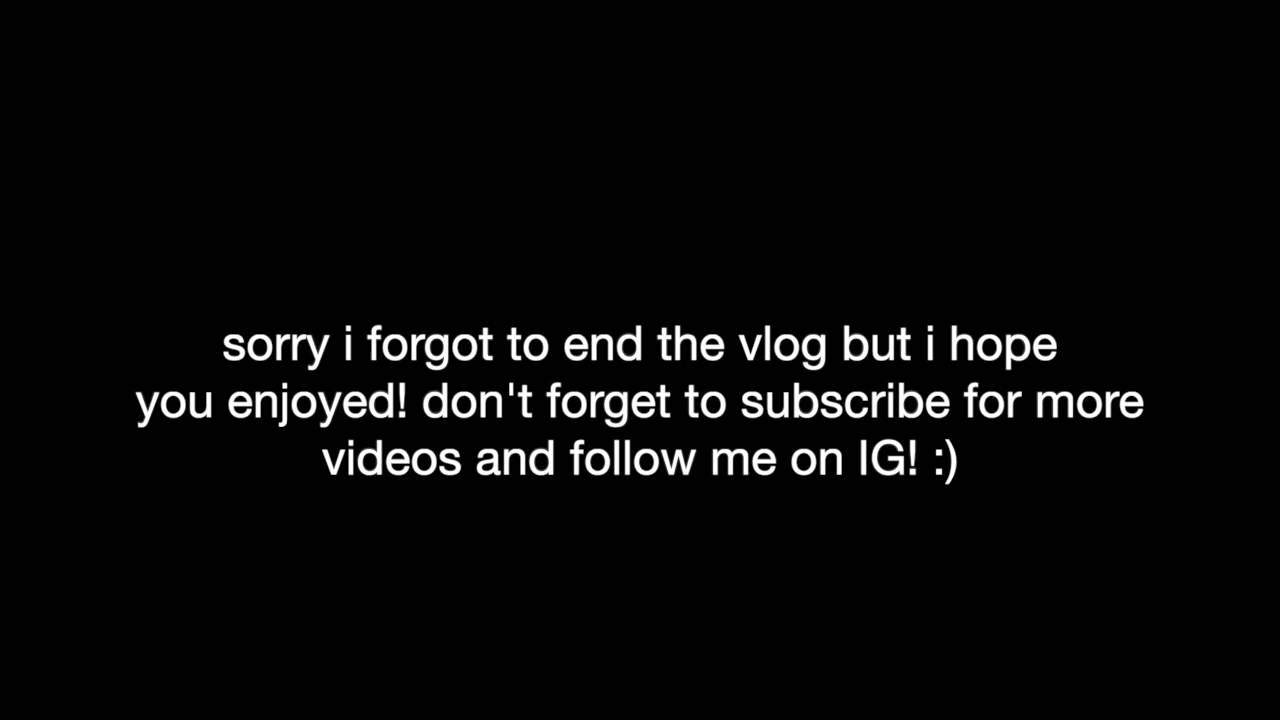 sorry i forgot to end the vlog but i hope
you enjoyed! don't forget to subscribe for more
videos and follow me on IG! :)